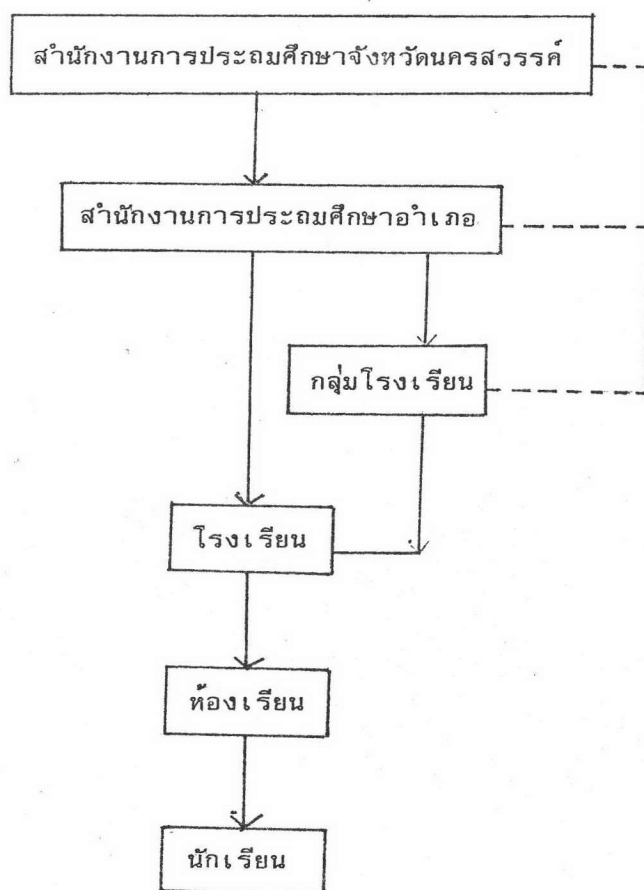 สำนักงานการประถมศึกษาจังหวัดนครสวรรค์
สำนักงานการประถมศึกษาอำเภอ
กลุ่มโรงเรียน
โรงเรียน
ห้องเรียน
นักเรียน